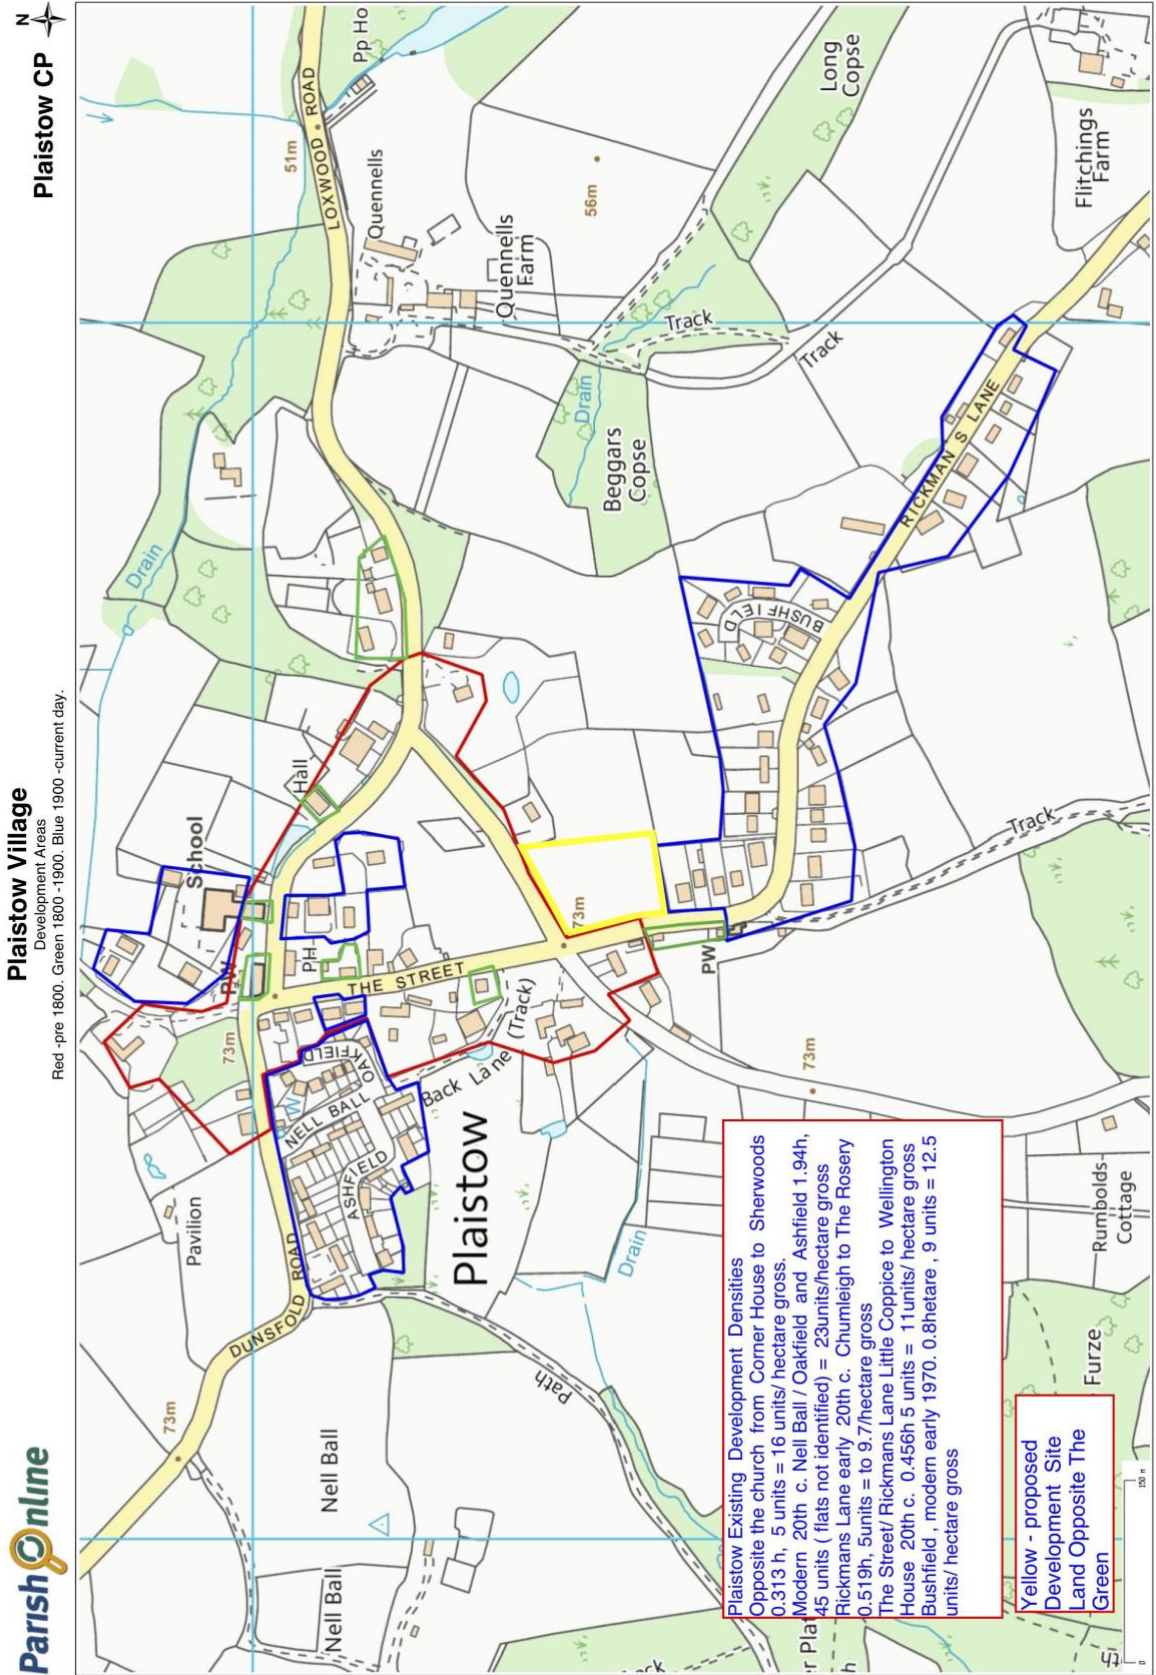 Parish Online
Plaistow Village
Development Areas
Red -pre 1800. Green 1800 -1900. Blue 1900 -current day.
Plaistow CP
N
73m
DUNSFOLD ROAD
Nell Ball
Nell Ball
Path
Pavilion
73m
PW
School
Hall
Drain
NELL BALL
OAKFIELD
ASHFIELD
W
PH
THE STREET
Back Lane (Track)
Plaistow
Drain
73m
PW
73m
Track
LOXWOOD ROAD
51m
Pp Ho
Quennells
Quennells
Farm
56m
Long
Copse
Track
Track
Drain
Beggars
Copse
BUSHFIELD
RICKMAN S LANE
Flitchings
Farm
Rumbolds-
Cottage
Furze
er Plat
h
th
ck
Plaistow Existing Development Densities
Opposite the church from Corner House to Sherwoods
0.313 h, 5 units = 16 units/ hectare gross.
Modern 20th c. Nell Ball / Oakfield and Ashfield 1.94h,
45 units ( flats not identified) = 23units/hectare gross
Rickmans Lane early 20th c. Chumleigh to The Rosery
0.519h, 5units = to 9.7/hectare gross
The Street/ Rickmans Lane Little Coppice to Wellington
House 20th c. 0.456h 5 units = 11units/ hectare gross
Bushfield , modern early 1970. 0.8hetare , 9 units = 12.5
units/ hectare gross
Yellow - proposed
Development Site
Land Opposite The
Green
0 150 m